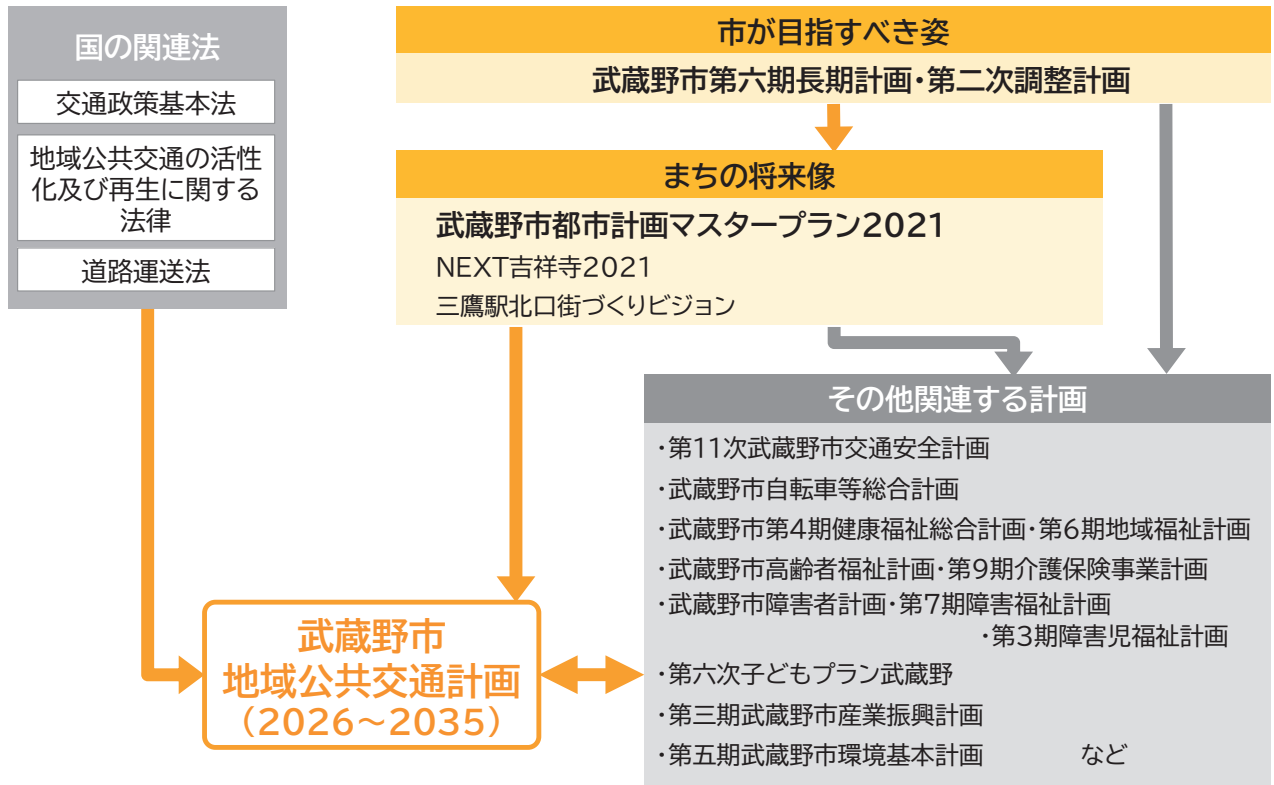 国の関連法
交通政策基本法
地域公共交通の活性
化及び再生に関する
法律
道路運送法
市が目指すべき姿
武蔵野市第六期長期計画・第二次調整計画
まちの将来像
武蔵野市都市計画マスタープラン2021
NEXT吉祥寺2021
三鷹駅北口街づくりビジョン
その他関連する計画
・第11次武蔵野市交通安全計画
・武蔵野市自転車等総合計画
・武蔵野市第4期健康福祉総合計画・第6期地域福祉計画
・武蔵野市高齢者福祉計画・第9期介護保険事業計画
・武蔵野市障害者計画・第7期障害福祉計画
・第3期障害児福祉計画
・第六次子どもプラン武蔵野
・第三期武蔵野市産業振興計画
・第五期武蔵野市環境基本計画 など
武蔵野市
地域公共交通計画
(2026～2035)